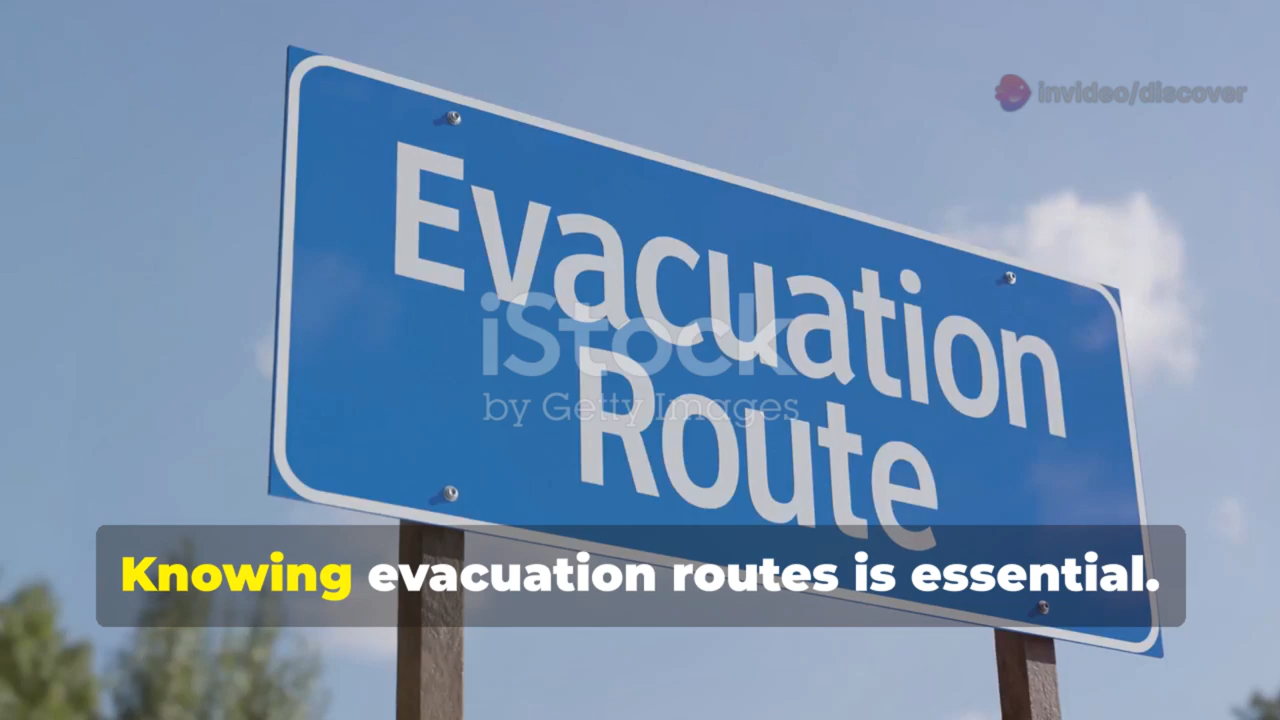 invideo/discover
Evacuation
Route
iStock
by Getty Images
Knowing evacuation routes is essential.